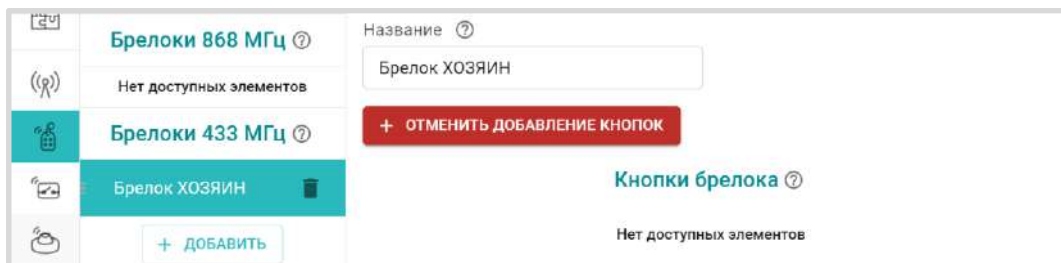 Брелоки 868 МГц
Нет доступных элементов
Брелоки 433 МГц
Брелок ХОЗЯИН
+ ДОБАВИТЬ
Название
Брелок ХОЗЯИН
+ ОТМЕНИТЬ ДОБАВЛЕНИЕ КНОПОК
Кнопки брелока
Нет доступных элементов